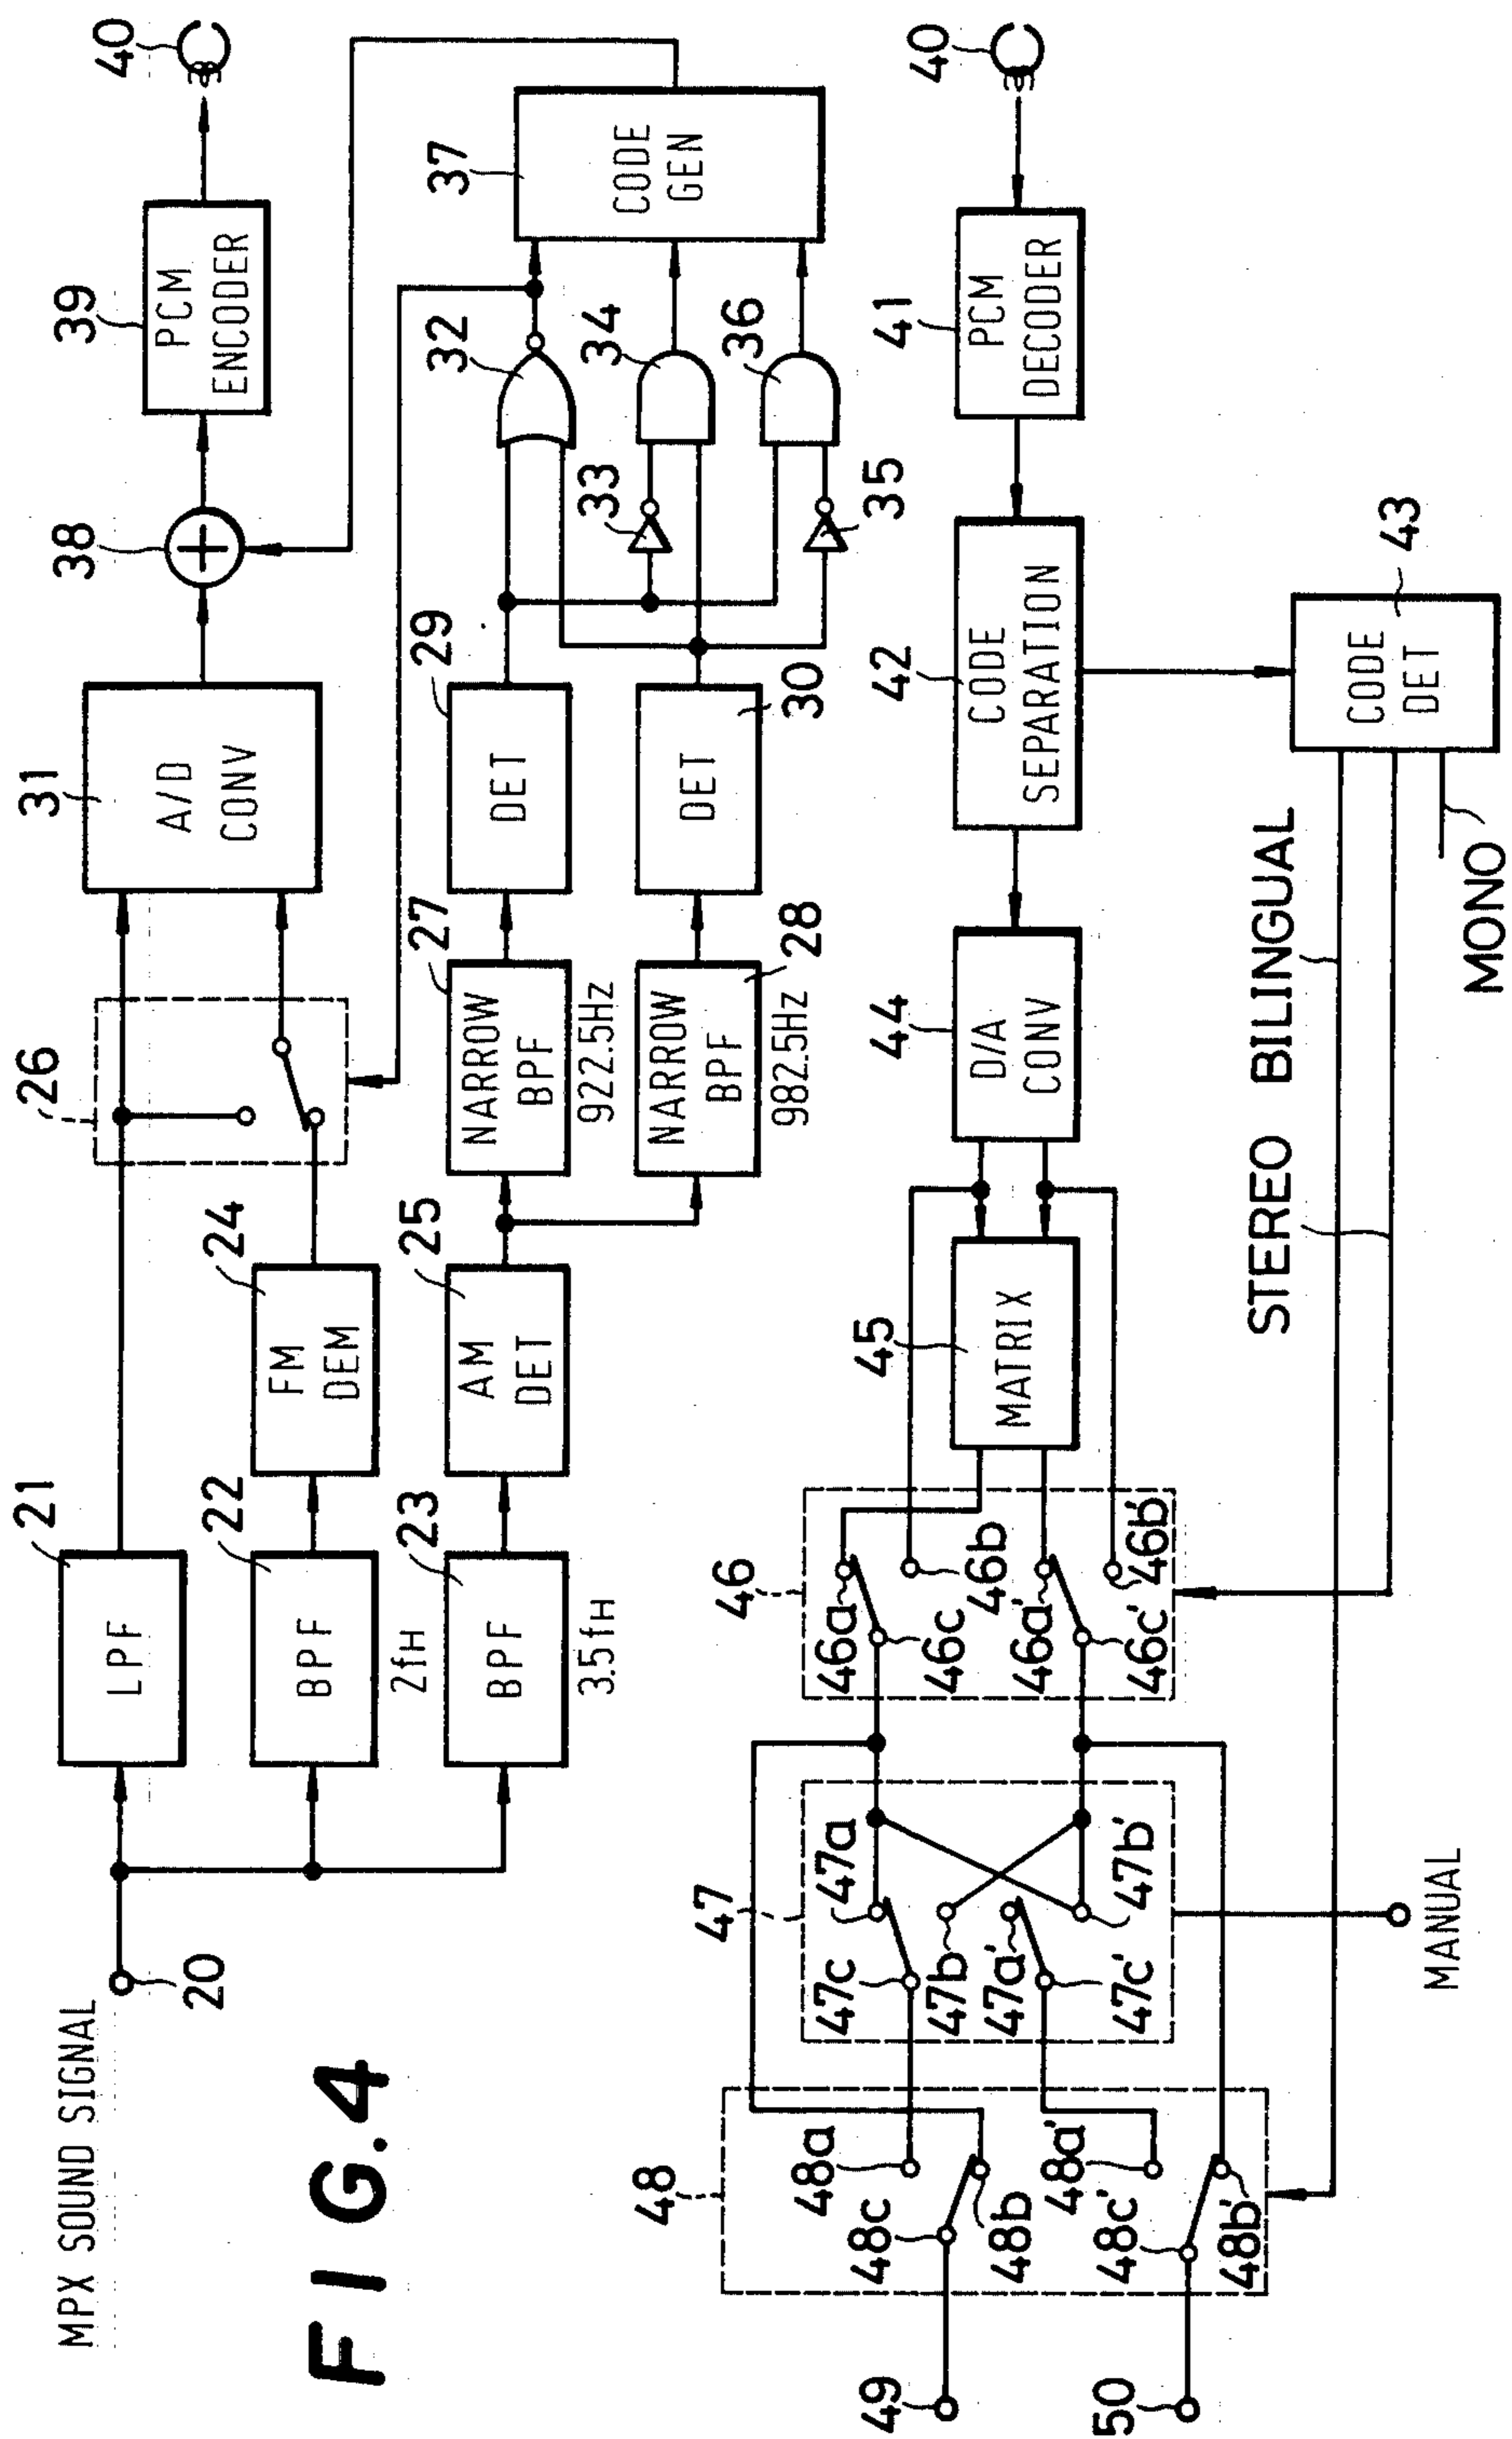 FIG.4
MPX SOUND SIGNAL
20
21
LPF
22
BPF
2fH
23
BPF
3.5fH
24
FM
DEM
25
AM
DET
26
27
NARROW
BPF
922.5Hz
28
NARROW
BPF
982.5Hz
29
DET
30
DET
31
A/D
CONV
32
33
34
35
36
37
CODE
GEN
38
39
PCM
ENCODER
40
40
41
PCM
DECODER
42
CODE
SEPARATION
43
CODE
DET
44
D/A
CONV
45
MATRIX
STEREO
BILINGUAL
MONO
46
46a
46b
46c
46a'
46b'
46c'
47
47a
47b
47c
47a'
47b'
47c'
MANUAL
48
48a
48b
48c
48a'
48b'
48c'
49
50